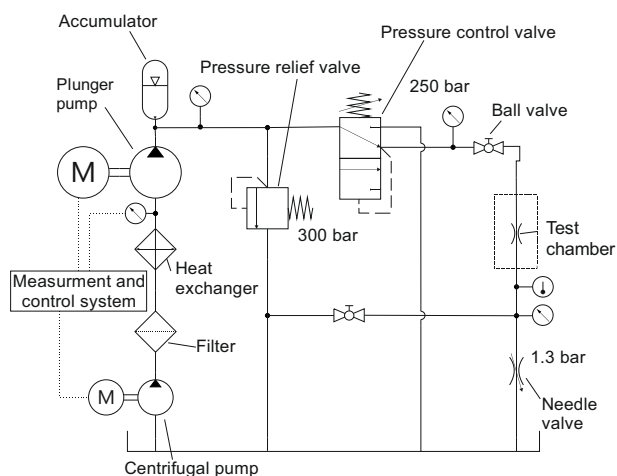 Accumulator
Pressure control valve
Plunger
pump
Pressure relief valve
250 bar
Ball valve
M
300 bar
Test
chamber
Heat
exchanger
Measurment and
control system
Filter
1.3 bar
M
Needle
valve
Centrifugal pump